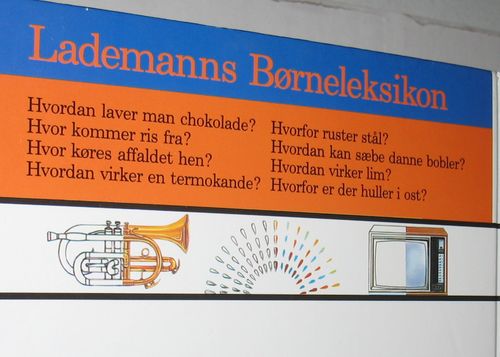 Lademanns Børneleksikon
Hvordan laver man chokolade?
Hvor kommer ris fra?
Hvor køres affaldet hen?
Hvordan virker en termokande?
Hvorfor ruster stål?
Hvordan kan sæbe danne bobler?
Hvordan virker lim?
Hvorfor er der huller i ost?